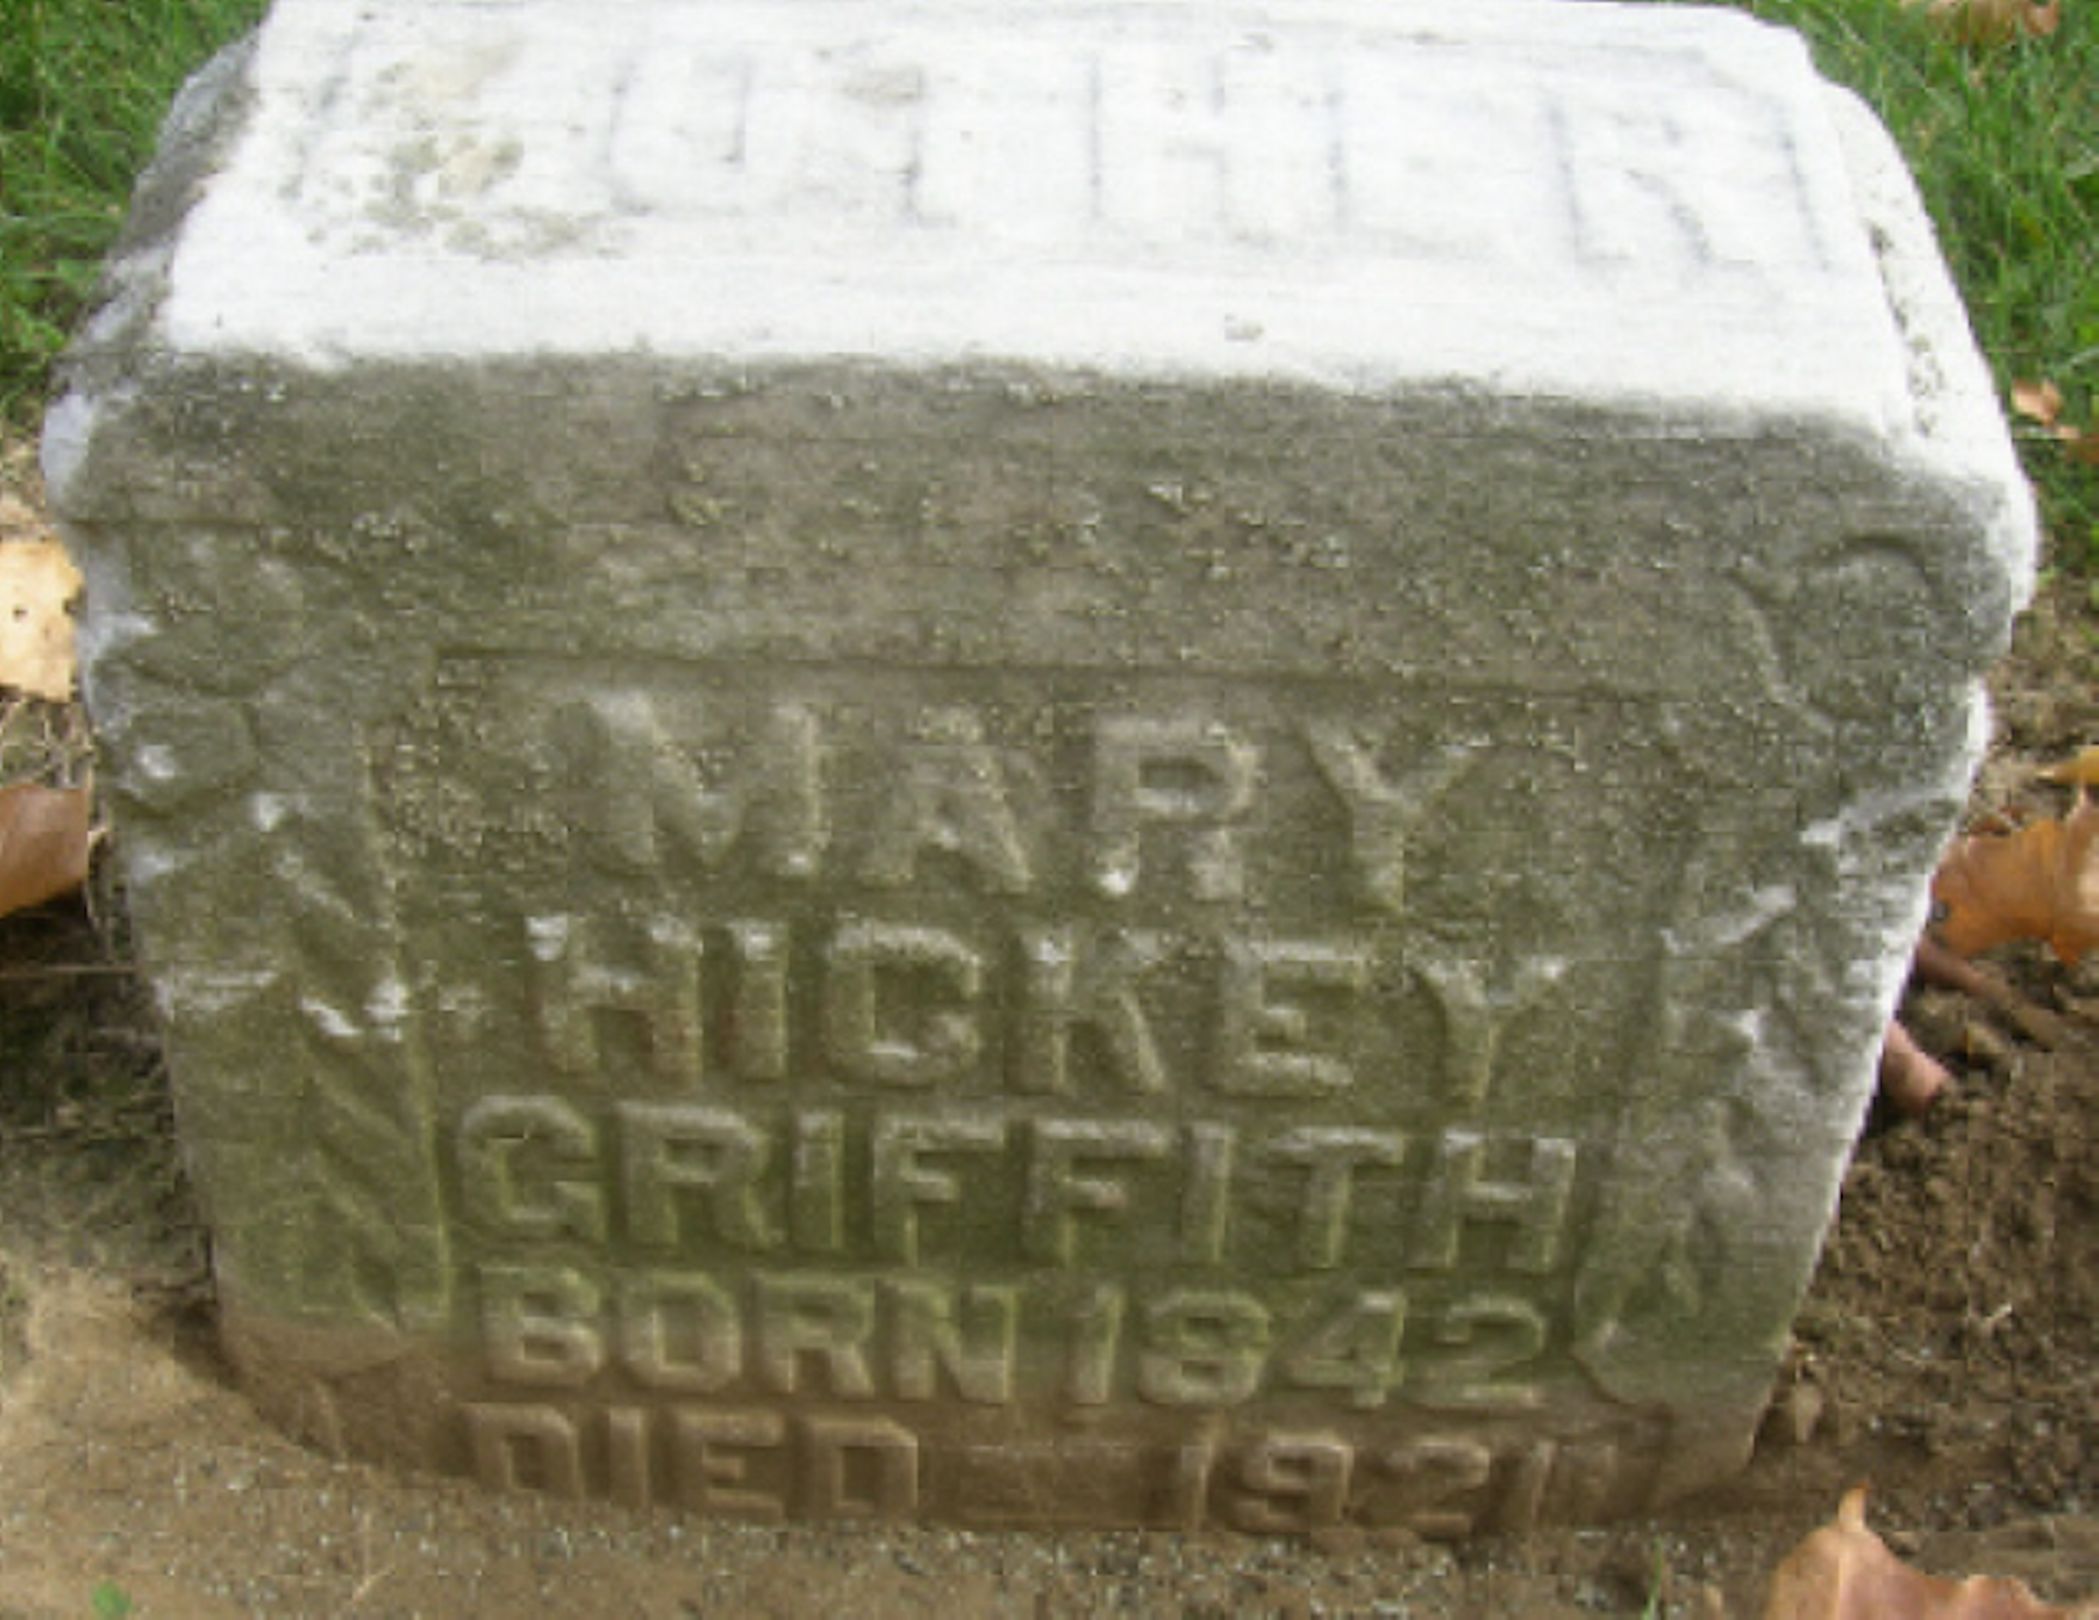 MARY
HICKEY
GRIFFITH
BORN 1842
DIED 1921